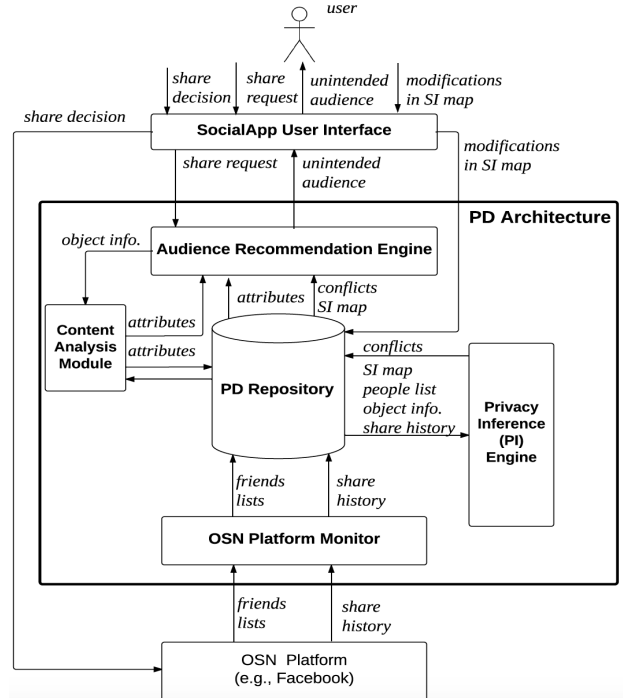 user
share
decision
share
request
unintended
audience
modifications
in SI map
share decision
SocialApp User Interface
share request
unintended
audience
modifications
in SI map
PD Architecture
object info.
Audience Recommendation Engine
attributes
conflicts
SI map
Content
Analysis
Module
attributes
attributes
PD Repository
conflicts
SI map
people list
object info.
share history
Privacy
Inference
(PI)
Engine
friends
lists
share
history
OSN Platform Monitor
friends
lists
share
history
OSN Platform
(e.g., Facebook)